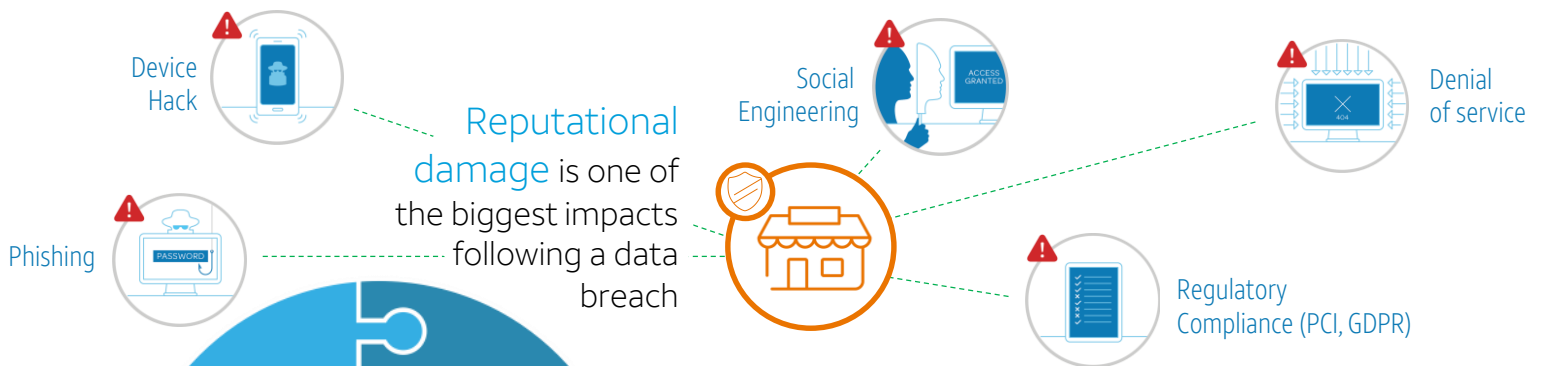 Device
Hack
Reputational
damage is one of
the biggest impacts
following a data
breach
Social
Engineering
ACCESS
GRANTED
404
Denial
of service
Phishing
PASSWORD
Regulatory
Compliance (PCI, GDPR)